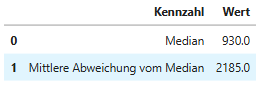 Kennzahl Wert
0 Median 930.0
1 Mittlere Abweichung vom Median 2185.0